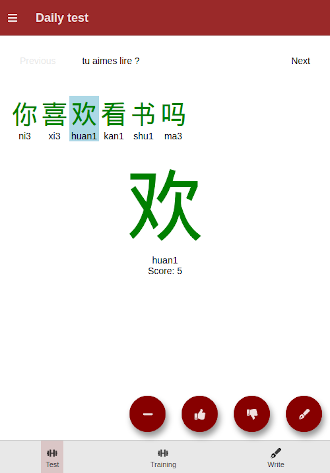 Daily test
Previous tu aimes lire ? Next
你喜欢看书吗
ni3 xi3 huan1 kan1 shu1 ma3
欢
huan1
Score: 5
Test Training Write